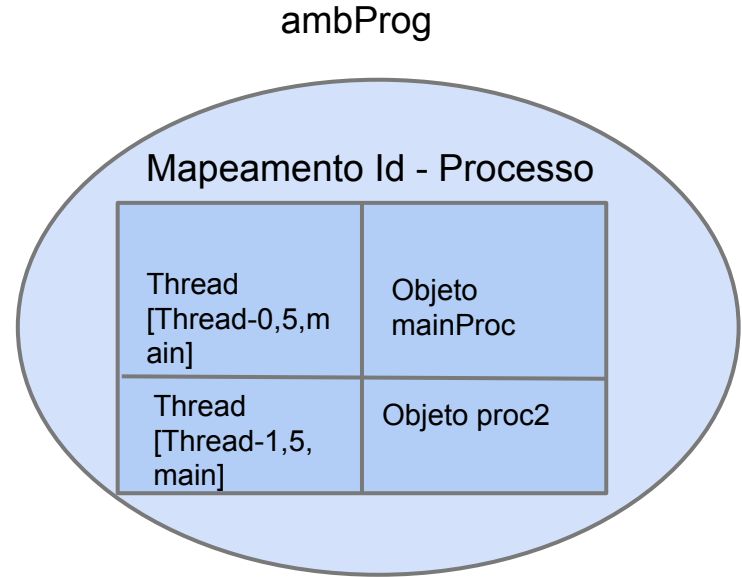 ambProg
Mapeamento Id - Processo
Thread
[Thread-0,5,m
ain]
Objeto
mainProc
Thread
[Thread-1,5,
main]
Objeto proc2